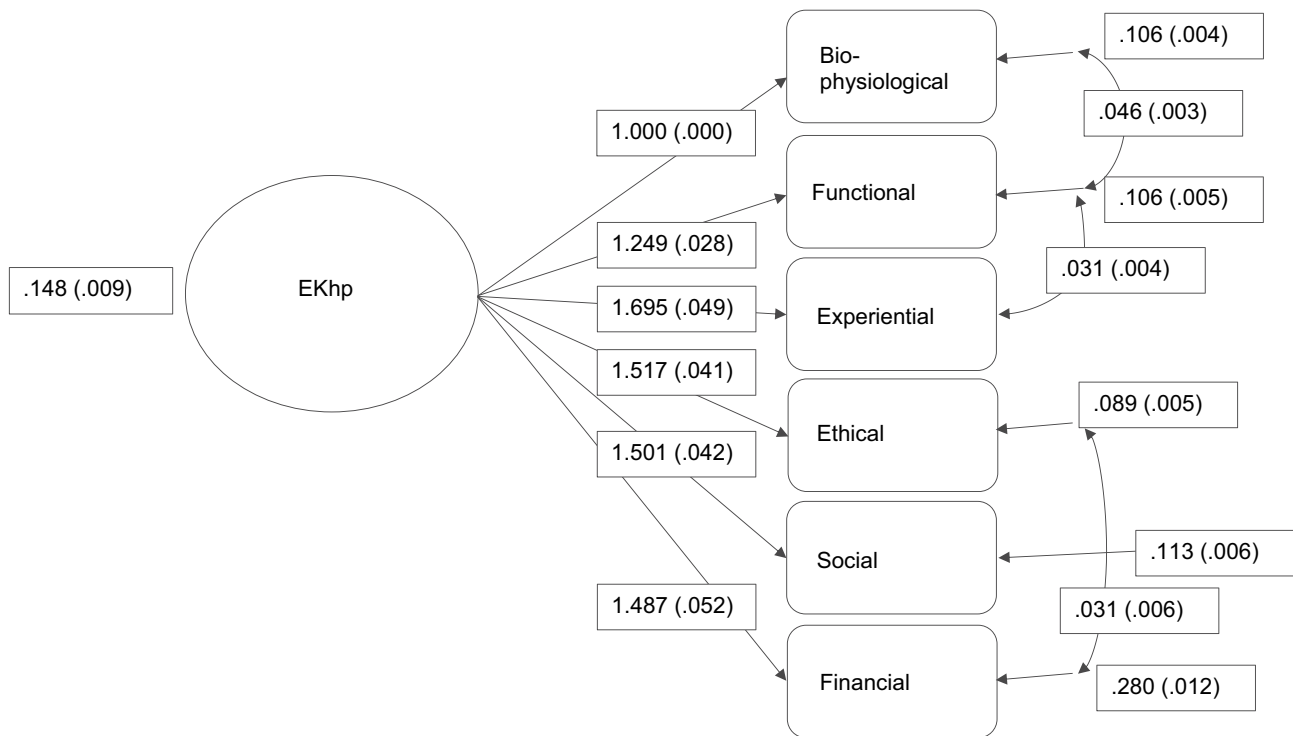 .106 (.004)
Bio-
physiological
.046 (.003)
1.000 (.000)
Functional
.106 (.005)
1.249 (.028)
.031 (.004)
.148 (.009)
EKhp
1.695 (.049)
Experiential
1.517 (.041)
.089 (.005)
Ethical
1.501 (.042)
.113 (.006)
Social
1.487 (.052)
.031 (.006)
Financial
.280 (.012)